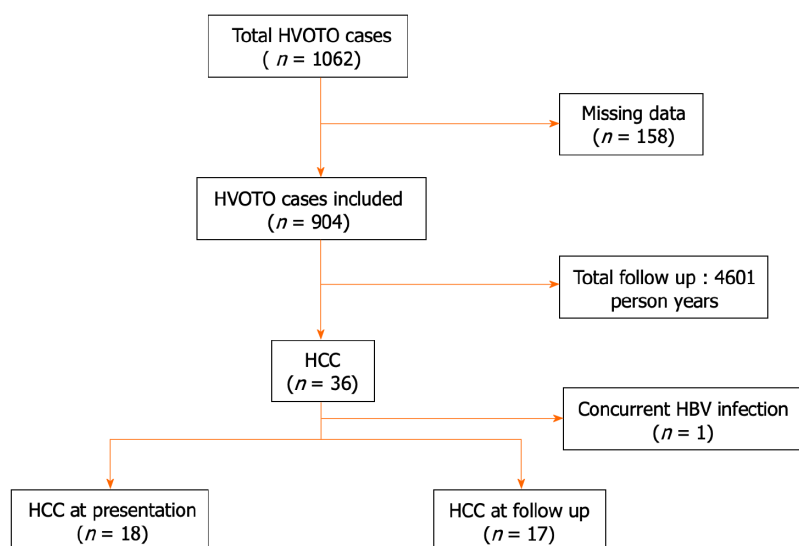 Total HVOTO cases
( n = 1062)
Missing data
(n = 158)
HVOTO cases included
(n = 904)
Total follow up : 4601
person years
HCC
(n = 36)
Concurrent HBV infection
(n = 1)
HCC at presentation
(n = 18)
HCC at follow up
(n = 17)